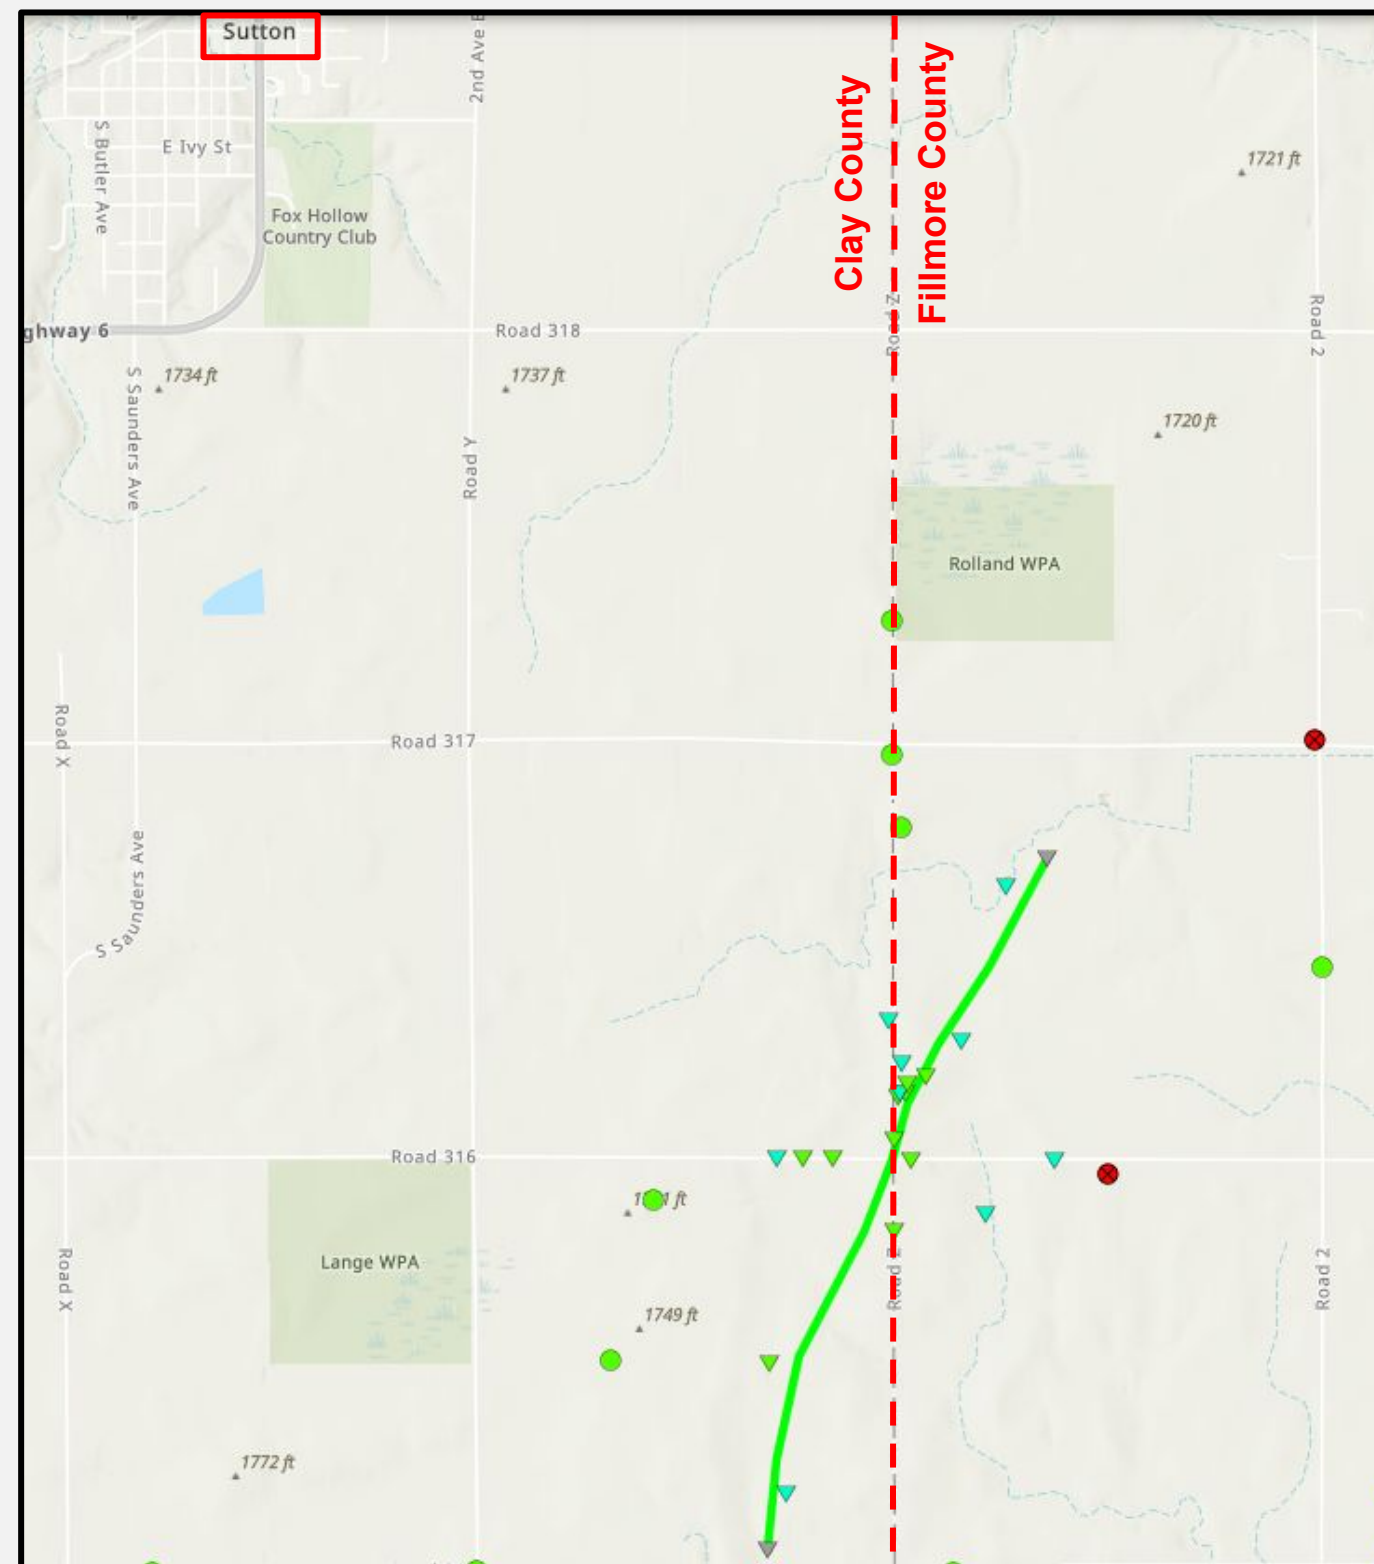 Sutton
2nd Ave E
S Butler Ave
E Ivy St
Fox Hollow
Country Club
Clay County
Fillmore County
1721 ft
ghway 6
Road 318
Road Z
Road 2
S Saunders Ave
1734 ft
1737 ft
1720 ft
Road Y
Rolland WPA
Road X
Road 317
S Saunders Ave
Road 316
Lange WPA
Road X
1749 ft
Road Z
Road 2
1772 ft